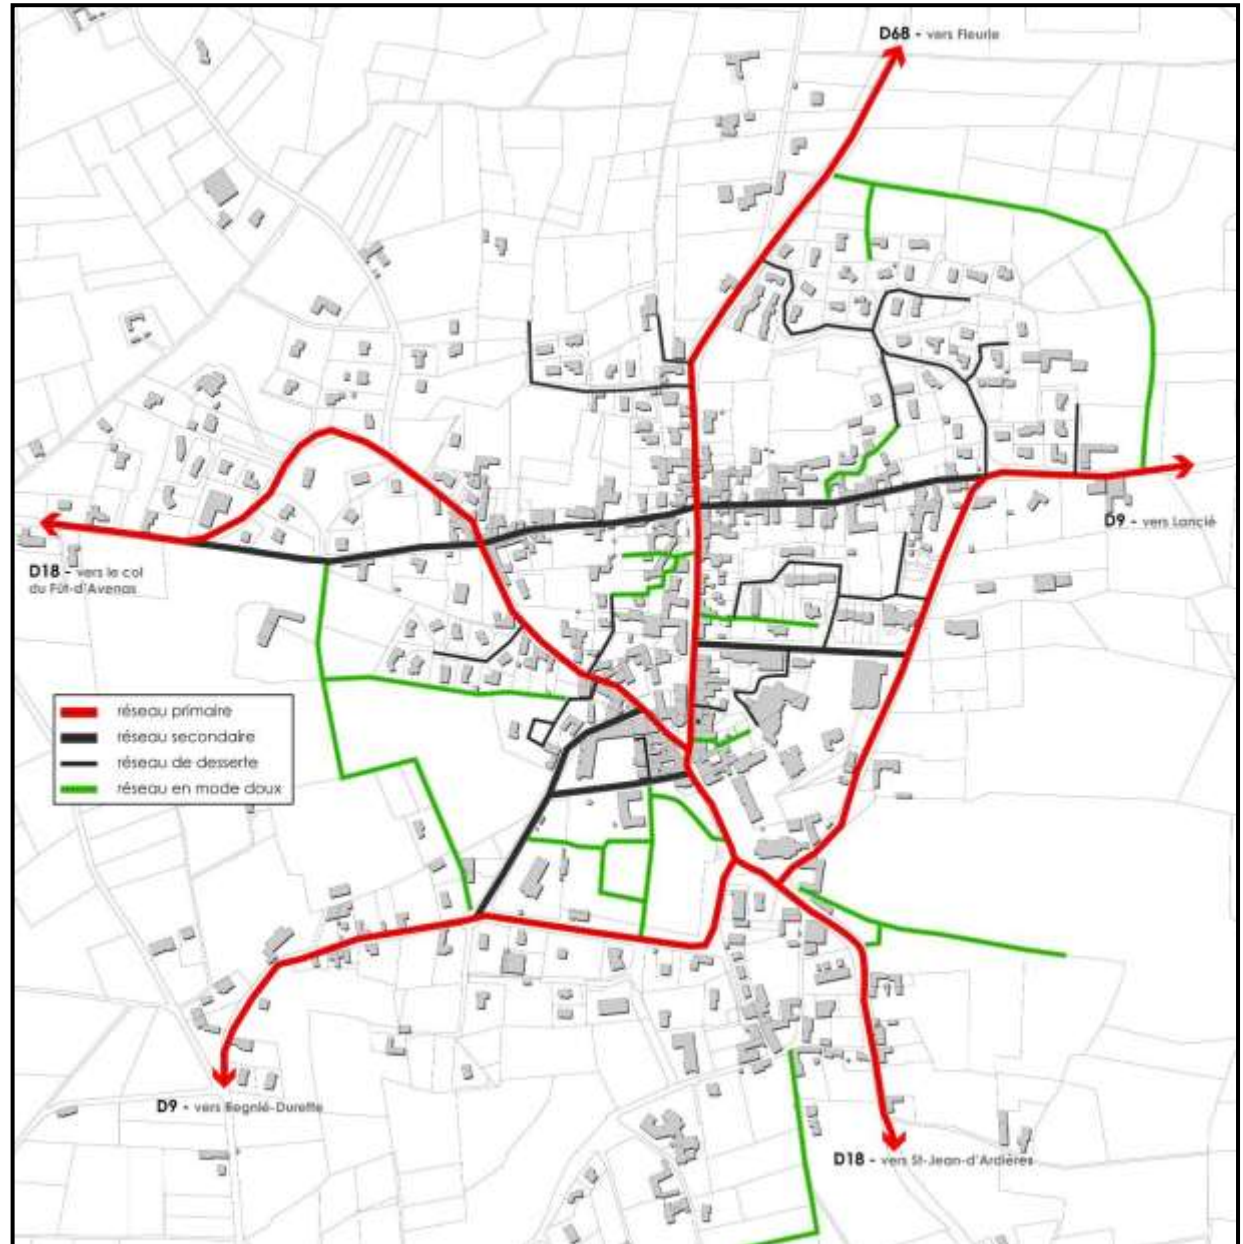 D68 - vers Fleurie
D9 - vers Lancié
D18 - vers le col
du Fût-d'Avenas
réseau primaire
réseau secondaire
réseau de desserte
réseau en mode doux
D9 - vers Regnié-Durette
D18 - vers St-Jean-d'Ardières